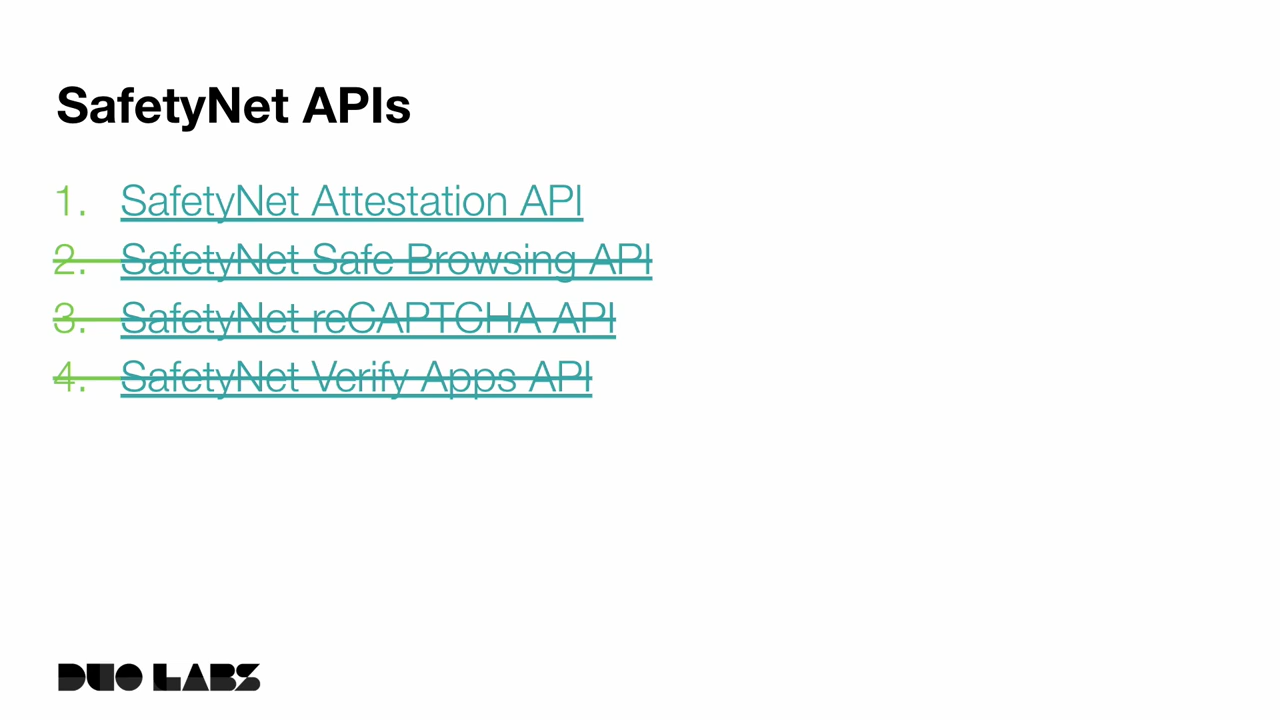 SafetyNet APIs
1. SafetyNet Attestation API
2. SafetyNet Safe Browsing API
3. SafetyNet reCAPTCHA API
4. SafetyNet Verify Apps API
DUO LABS